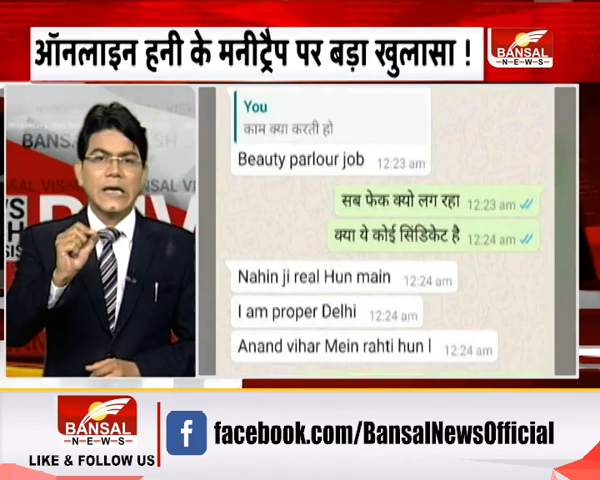 ऑनलाइन हनी के मनीट्रैप पर बड़ा खुलासा !
BANSAL
NEWS
You
काम क्या करती हो
Beauty parlour job 12:23 am
सब फेक क्यो लग रहा 12:23 am
क्या ये कोई सिंडिकेट है 12:24 am
Nahin ji real Hun main 12:24 am
I am proper Delhi 12:24 am
Anand vihar Mein rahti hun l 12:24 am
BANSAL
NEWS
LIKE & FOLLOW US
f
facebook.com/BansalNewsOfficial